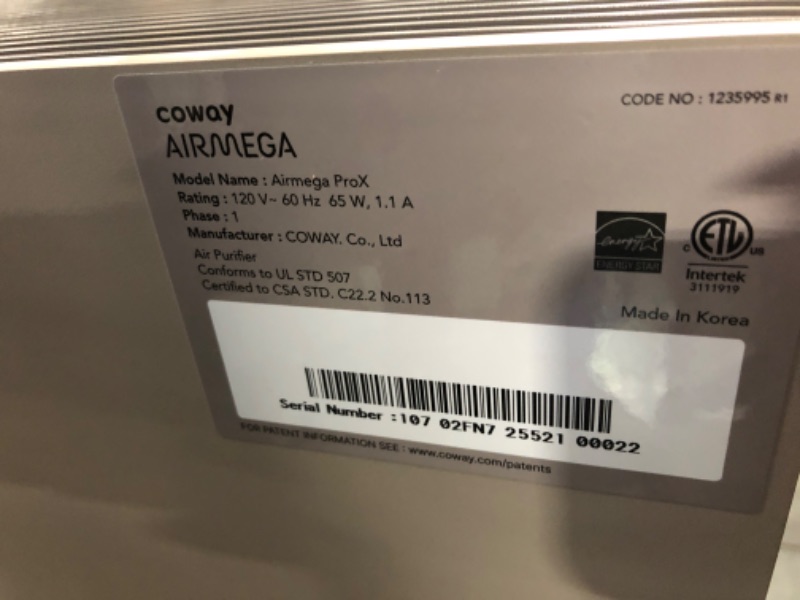 coway
AIRMEGA
CODE NO : 1235995 R1
Model Name : Airmega ProX
Rating : 120 V~ 60 Hz 65 W, 1.1 A
Phase : 1
Manufacturer : COWAY. Co., Ltd
Air Purifier
Conforms to UL STD 507
Certified to CSA STD. C22.2 No.113
energy
ENERGY STAR
C ETL US
Intertek
3111919
Made In Korea
Serial Number :107 02FN7 25521 00022
FOR PATENT INFORMATION SEE : www.coway.com/patents